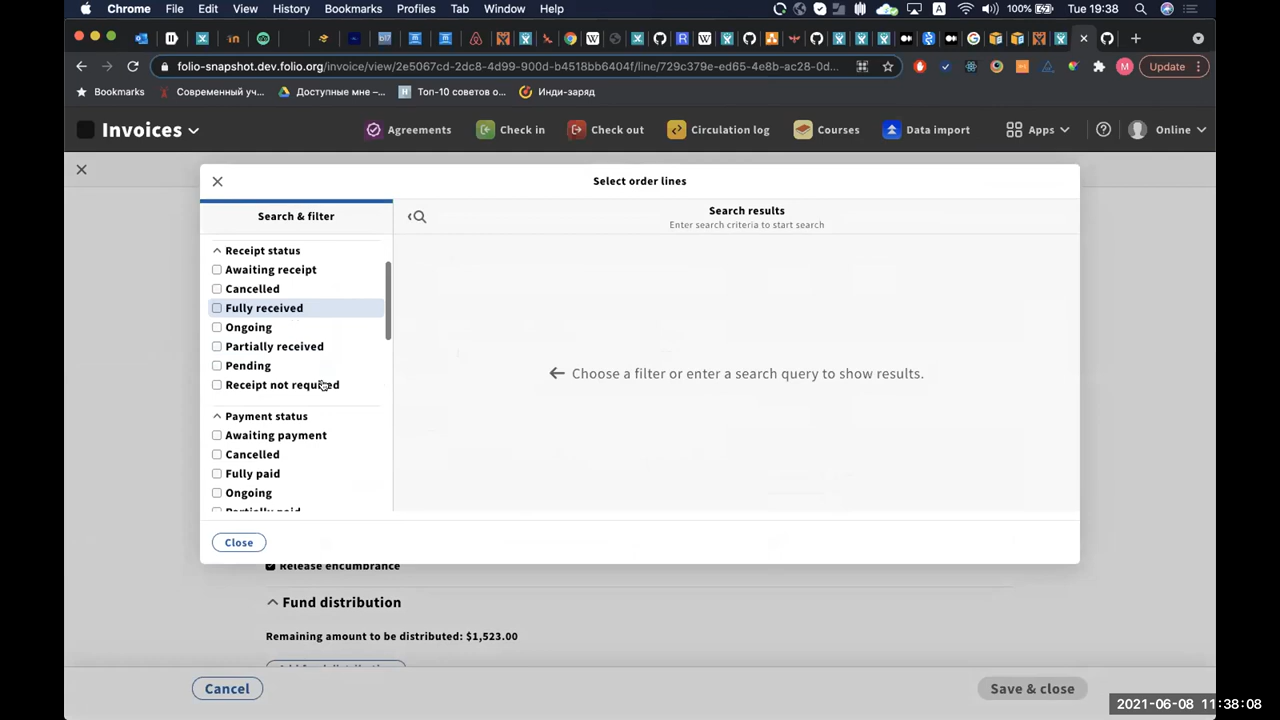 Chrome File Edit View History Bookmarks Profiles Tab Window Help 100% Tue 19:38
folio-snapshot.dev.folio.org/invoice/view/2e5067cd-2dc8-4d99-900d-b4518bb6404f/line/729c379e-ed65-4e8b-ac28-0d... Update
Bookmarks Современный уч... Доступные мне –... Топ-10 советов о... Инди-заряд
Invoices Agreements Check in Check out Circulation log Courses Data import Apps Online
Select order lines
Search & filter
Search results
Enter search criteria to start search
Receipt status
Awaiting receipt
Cancelled
Fully received
Ongoing
Partially received
Pending
Receipt not required
Payment status
Awaiting payment
Cancelled
Fully paid
Ongoing
Partially paid
Choose a filter or enter a search query to show results.
Close
Release encumbrance
Fund distribution
Remaining amount to be distributed: $1,523.00
Add fund distribution
Cancel Save & close
2021-06-08 11:38:08